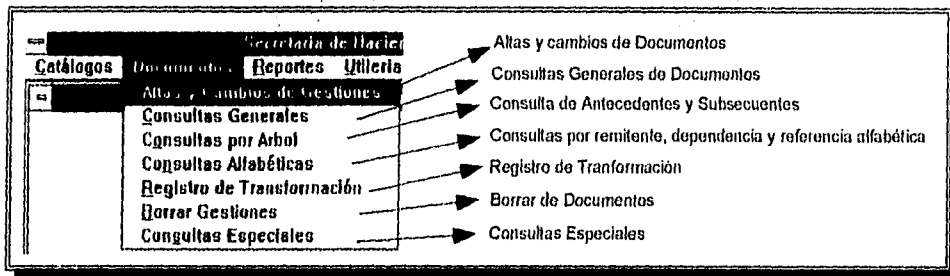 Secretaria de Hacien
Catálogos Documentos Reportes Utileria
Altas y Cambios de Gestiones
Consultas Generales
Consultas por Arbol
Consultas Alfabéticas
Registro de Transformación
Borrar Gestiones
Consultas Especiales
Altas y cambios de Documentos
Consultas Generales de Documentos
Consulta de Antecedentes y Subsecuentes
Consultas por remitente, dependencia y referencia alfabética
Registro de Tranformación
Borrar de Documentos
Consultas Especiales